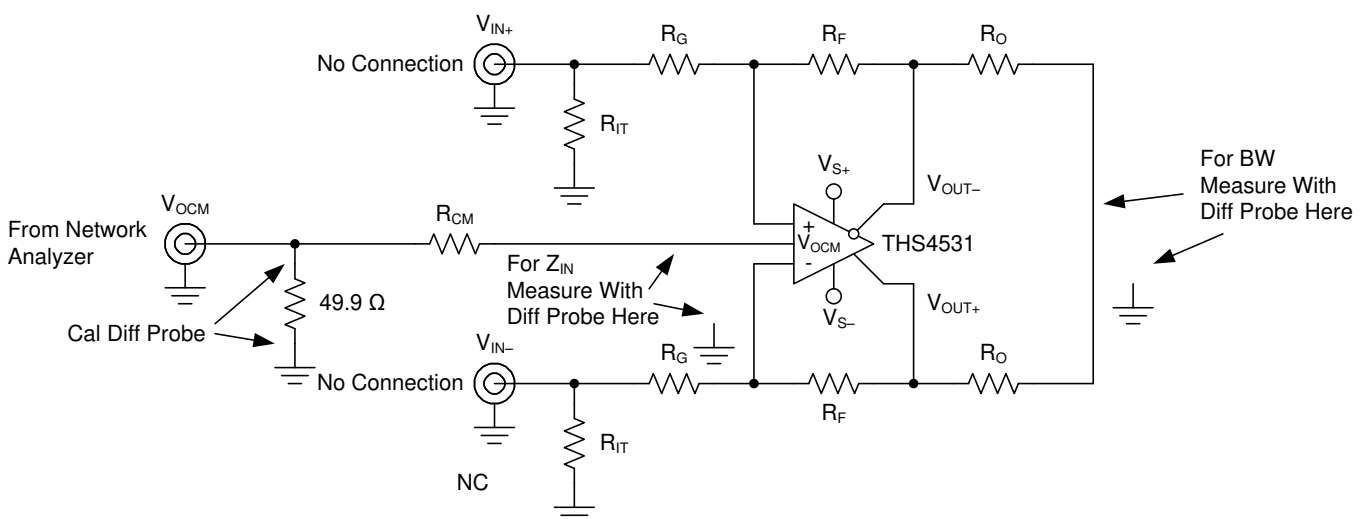 V_IN+
No Connection
R_G
R_F
R_O
R_IT
V_S+
V_OUT–
For BW
Measure With
Diff Probe Here
V_OCM
From Network
Analyzer
R_CM
+
V_OCM
-
THS4531
For Z_IN
Measure With
Diff Probe Here
49.9 Ω
Cal Diff Probe
V_S–
V_OUT+
V_IN–
No Connection
R_G
R_F
R_O
R_IT
NC